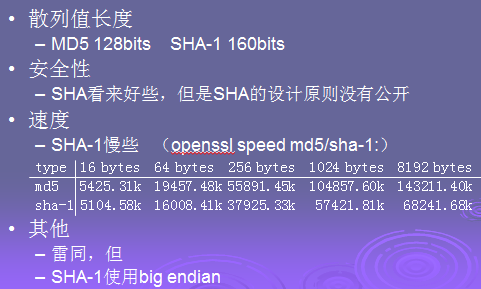 • 散列值长度
– MD5 128bits SHA-1 160bits
• 安全性
– SHA看来好些，但是SHA的设计原则没有公开
• 速度
– SHA-1慢些 （openssl speed md5/sha-1:）
type 16 bytes 64 bytes 256 bytes 1024 bytes 8192 bytes
md5 5425.31k 19457.48k 55891.45k 104857.60k 143211.40k
sha-1 5104.58k 16008.41k 37925.33k 57421.81k 68241.68k
• 其他
– 雷同，但
– SHA-1使用big endian